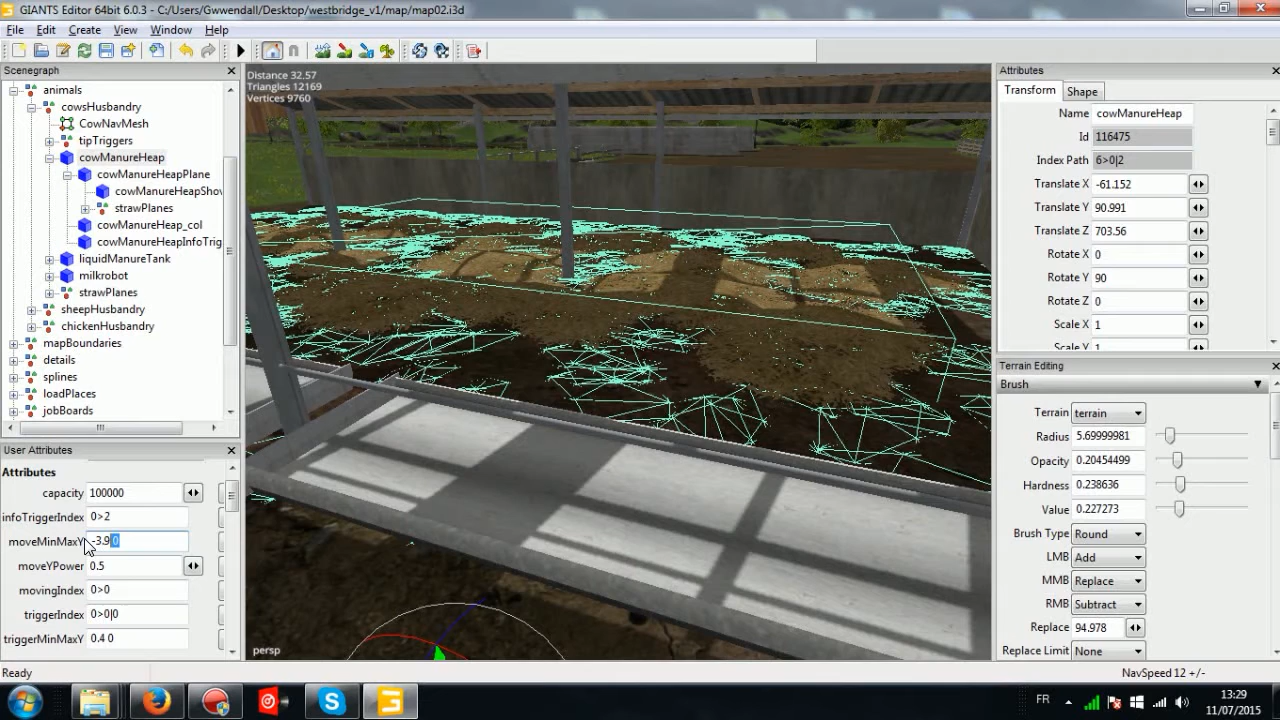 GIANTS Editor 64bit 6.0.3 - C:/Users/Gwwendall/Desktop/westbridge_v1/map/map02.i3d
File Edit Create View Window Help
Scenegraph
animals
cowsHusbandry
CowNavMesh
tipTriggers
cowManureHeap
cowManureHeapPlane
cowManureHeapShov
strawPlanes
cowManureHeap_col
cowManureHeapInfoTrig
liquidManureTank
milkrobot
strawPlanes
sheepHusbandry
chickenHusbandry
mapBoundaries
details
splines
loadPlaces
jobBoards
User Attributes
Attributes
capacity 100000
infoTriggerIndex 0>2
moveMinMaxY -3.9 0
moveYPower 0.5
movingIndex 0>0
triggerIndex 0>0|0
triggerMinMaxY 0.4 0
Distance 32.57
Triangles 12169
Vertices 9760
persp
Attributes
Transform Shape
Name cowManureHeap
Id 116475
Index Path 6>0|2
Translate X -61.152
Translate Y 90.991
Translate Z 703.56
Rotate X 0
Rotate Y 90
Rotate Z 0
Scale X 1
Scale Y 1
Terrain Editing
Brush
Terrain terrain
Radius 5.69999981
Opacity 0.20454499
Hardness 0.238636
Value 0.227273
Brush Type Round
LMB Add
MMB Replace
RMB Subtract
Replace 94.978
Replace Limit None
Ready
NavSpeed 12 +/-
FR
13:29
11/07/2015